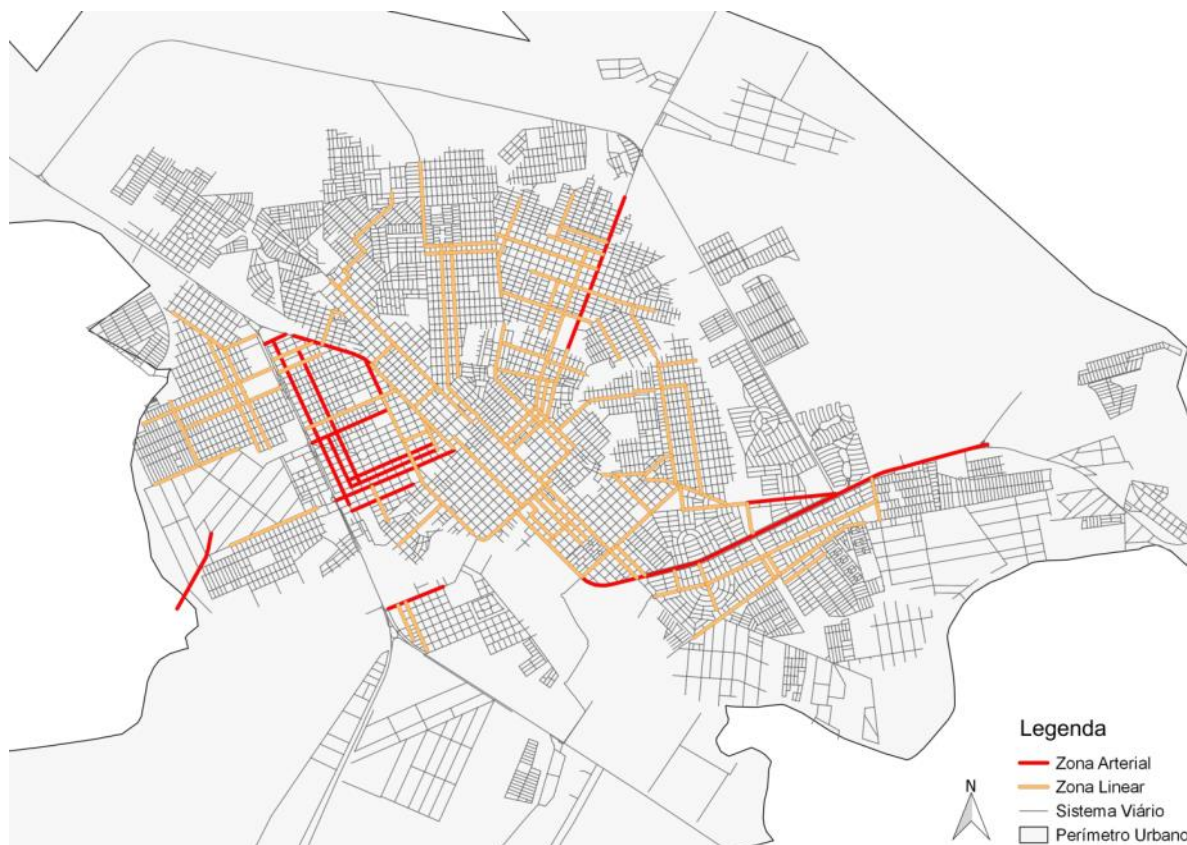 Legenda
Zona Arterial
Zona Linear
N
Sistema Viário
Perímetro Urbano